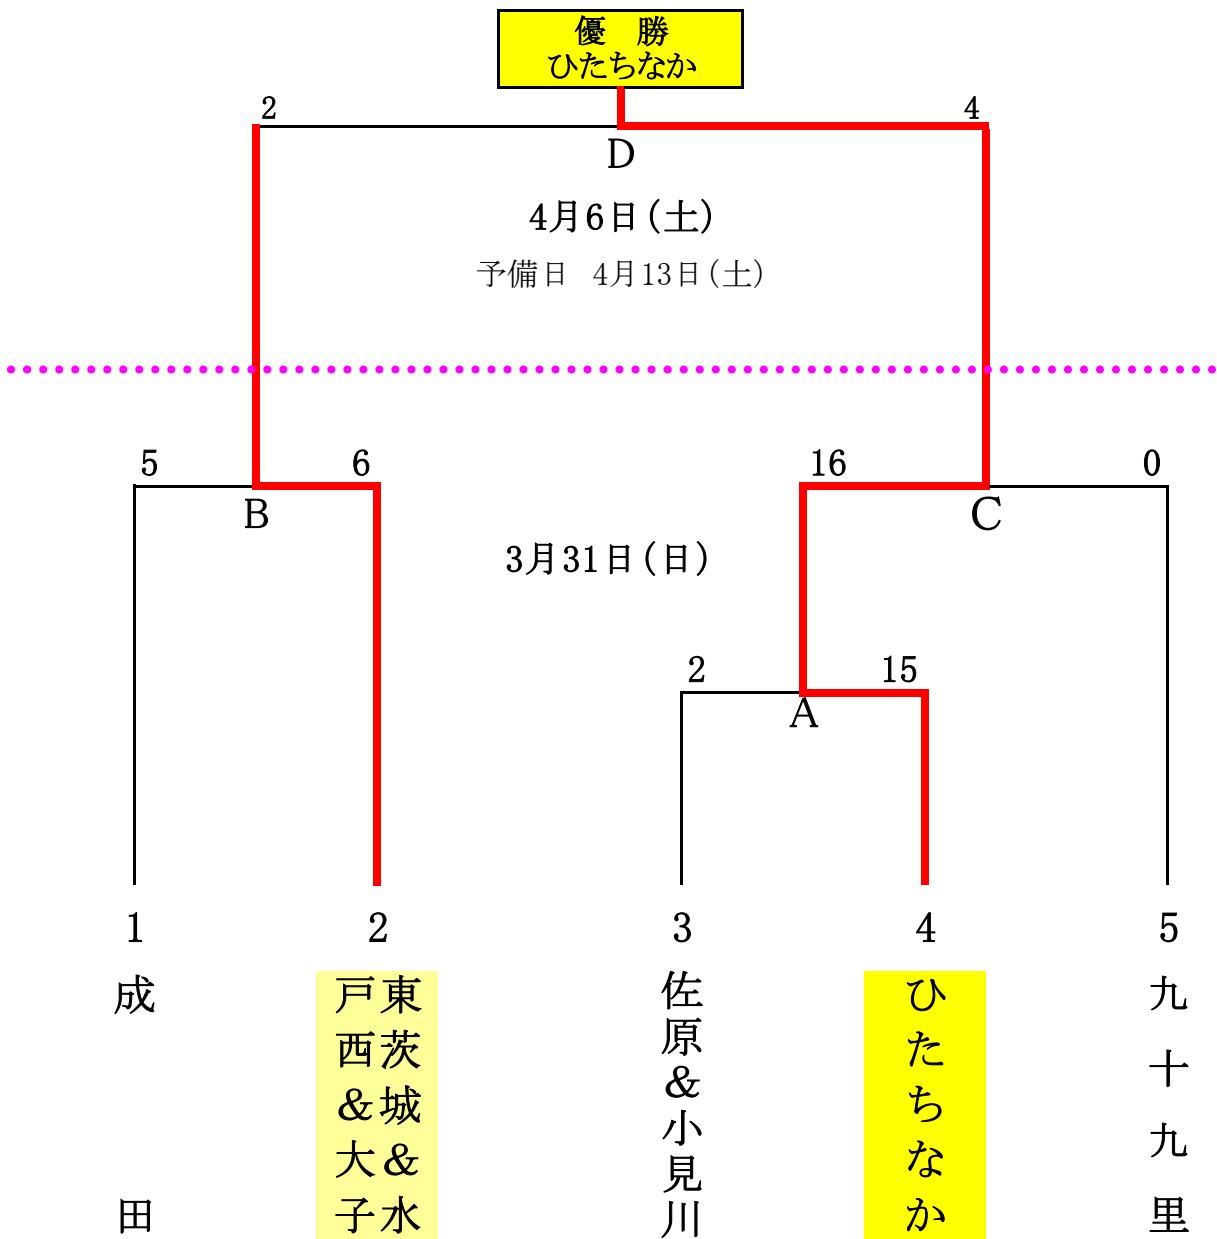 優　勝
ひたちなか
2
4
D
4月6日(土)
予備日　4月13日(土)
5
6
16
0
B
C
3月31日(日)
2
15
A
1
2
3
4
5
成田
東茨城&水
戸西&大子
佐原&小見川
ひたちなか
九十九里